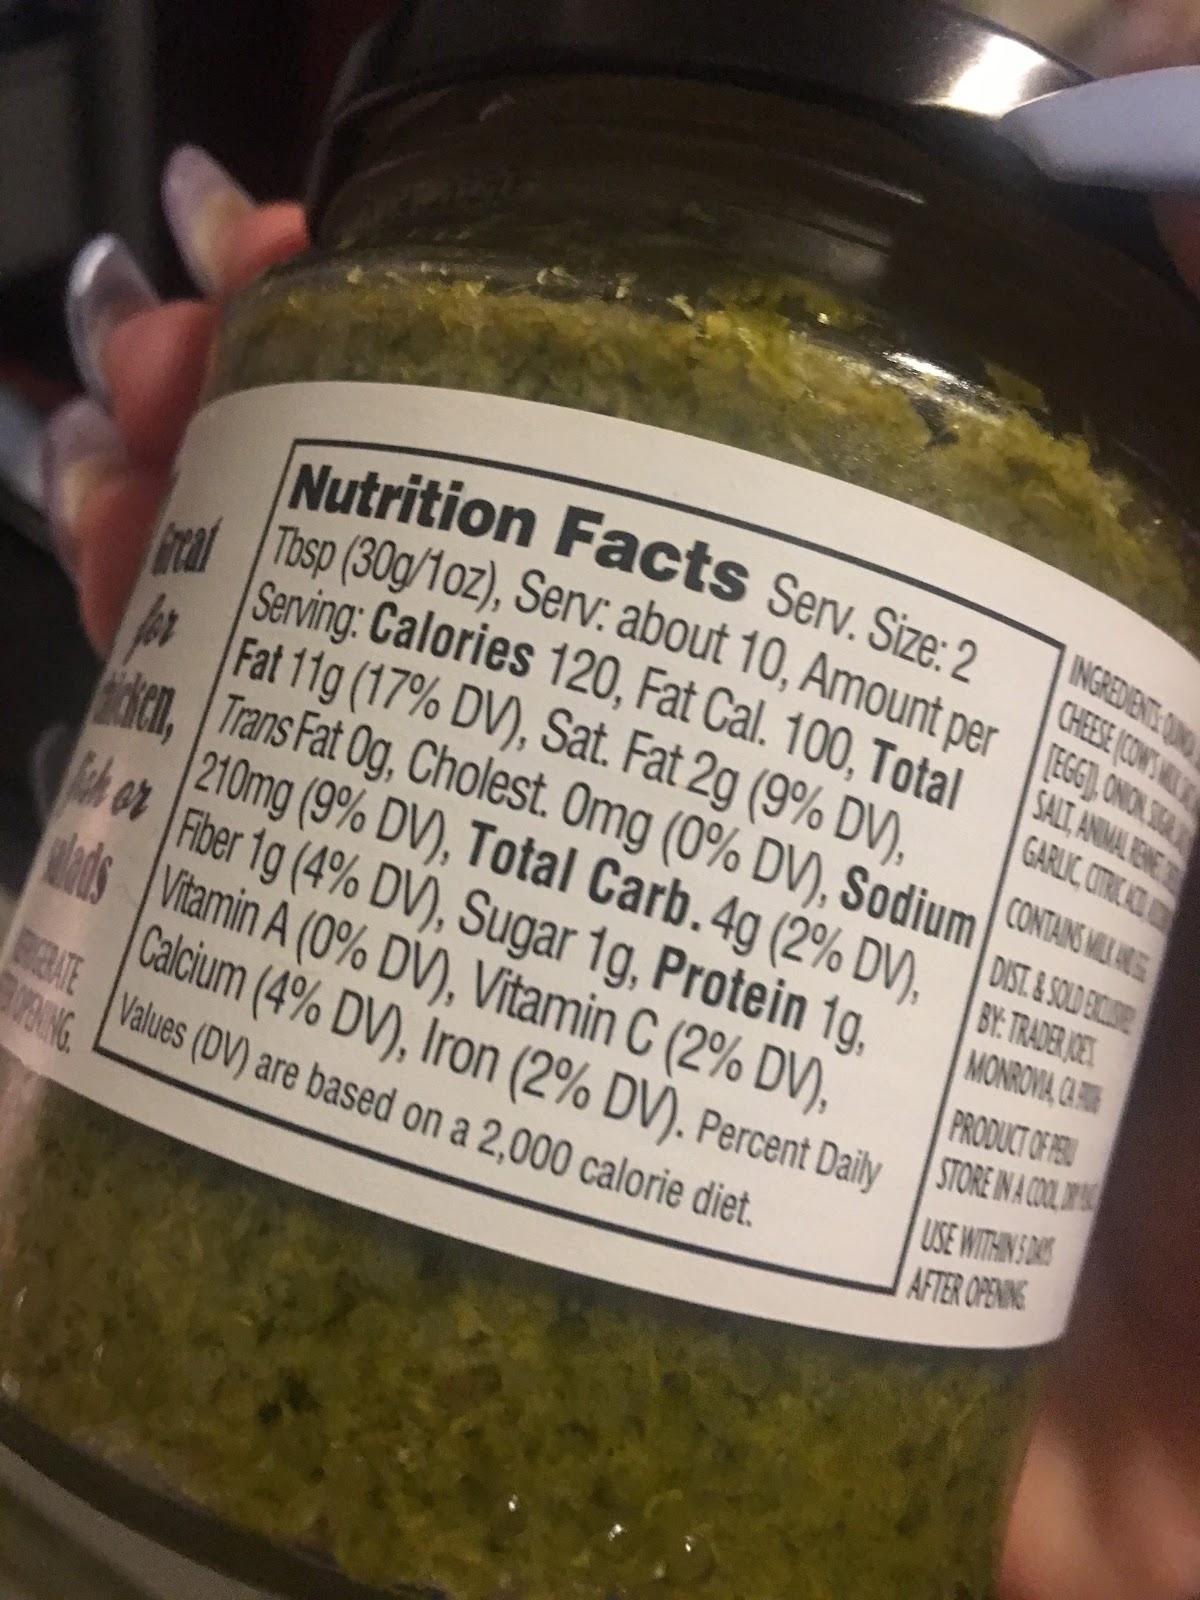 Great
for
chicken,
fish or
salads
REFRIGERATE
AFTER OPENING.
Nutrition Facts Serv. Size: 2
Tbsp (30g/1oz), Serv: about 10, Amount per
Serving: Calories 120, Fat Cal. 100, Total
Fat 11g (17% DV), Sat. Fat 2g (9% DV),
Trans Fat 0g, Cholest. 0mg (0% DV), Sodium
210mg (9% DV), Total Carb. 4g (2% DV),
Fiber 1g (4% DV), Sugar 1g, Protein 1g,
Vitamin A (0% DV), Vitamin C (2% DV),
Calcium (4% DV), Iron (2% DV). Percent Daily
Values (DV) are based on a 2,000 calorie diet.
INGREDIENTS: QUINOA
CHEESE (COW'S MILK,
[EGG]), ONION, SUGAR,
SALT, ANIMAL RENNET,
GARLIC, CITRIC ACID,
CONTAINS MILK AND EGG
DIST. & SOLD EXCLUSIVELY
BY: TRADER JOE'S
MONROVIA, CA
PRODUCT OF PERU
STORE IN A COOL, DRY
USE WITHIN 5 DAYS
AFTER OPENING.